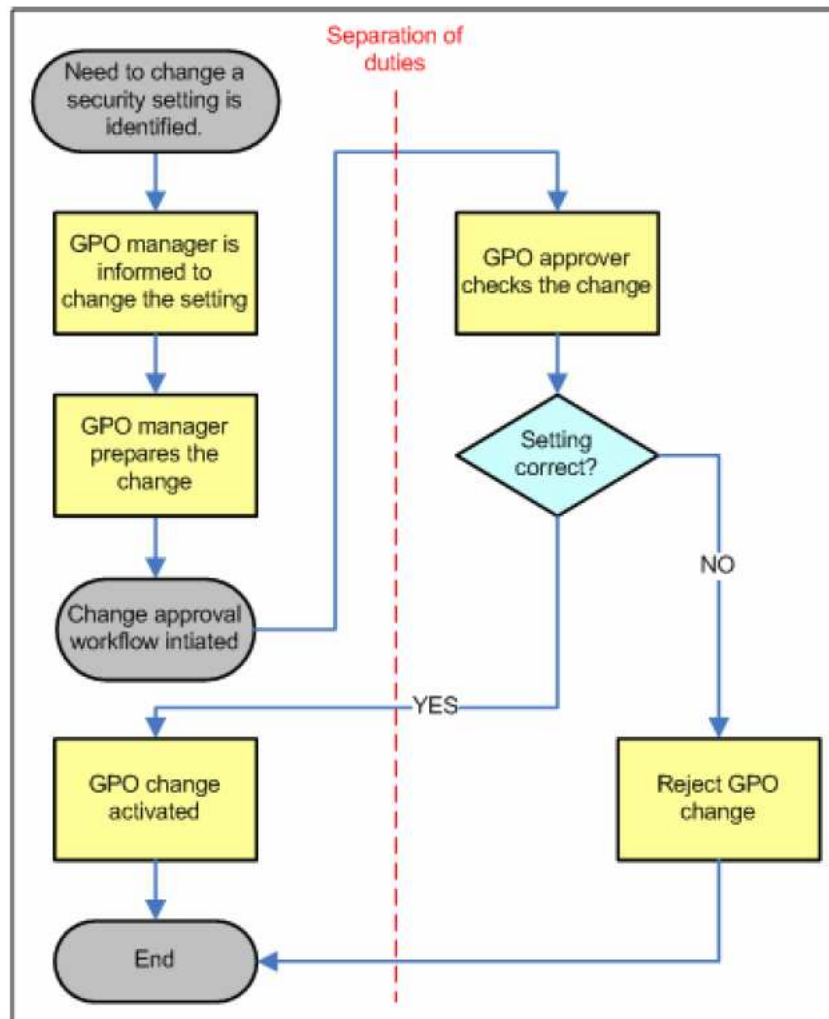 Separation of
duties
Need to change a
security setting is
identified.
GPO manager is
informed to
change the setting
GPO manager
prepares the
change
Change approval
workflow intiated
GPO approver
checks the change
Setting
correct?
NO
YES
GPO change
activated
Reject GPO
change
End